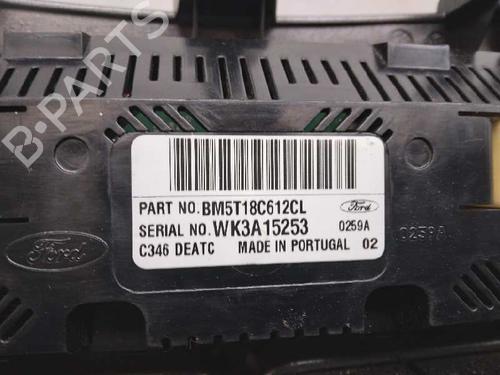 B-PARTS
PART NO. BM5T18C612CL
Ford
SERIAL NO. WK3A15253 0259A
C346 DEATC MADE IN PORTUGAL 02
Ford
0259A